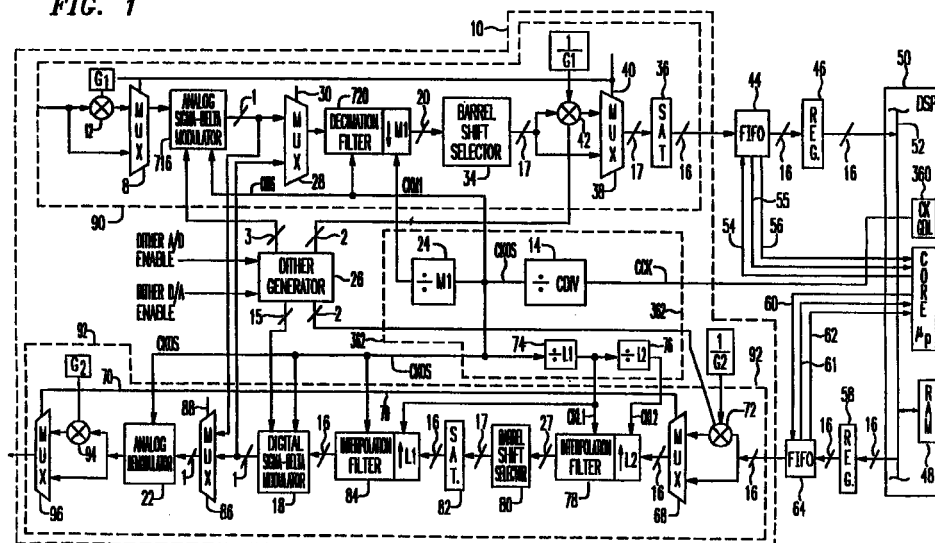 FIG. 1
10
50
1
G1
40
36
44
46
DSP
G1
30
720
20
MUX
ANALOG
SIGMA-DELTA
MODULATOR
1
MUX
DECIMATION
FILTER
↓M1
BARREL
SHIFT
SELECTOR
17
42
MUX
SAT
FIFO
REG.
12
16
16
16
52
716
8
28
34
38
17
360
CKM1
90
54
55
56
CK
DITHER A/D
ENABLE
3
2
24
14
÷ M1
CKOS
÷ CDIV
CCK
CORE
μp
DITHER
GENERATOR
26
DITHER D/A
ENABLE
15
2
60
62
61
92
362
362
74
÷L1
76
÷L2
1
G2
92
CKOS
CKOS
G2
70
88
78
CKL1
CKL2
72
58
RAM
MUX
94
ANALOG
DEMODULATOR
1
MUX
1
DIGITAL
SIGMA-DELTA
MODULATOR
16
INTERPOLATION
FILTER
↑L1
16
SAT.
17
BARREL
SHIFT
SELECTOR
27
INTERPOLATION
FILTER
↑L2
16
MUX
16
FIFO
16
REG.
16
48
96
22
86
18
84
82
80
78
68
64